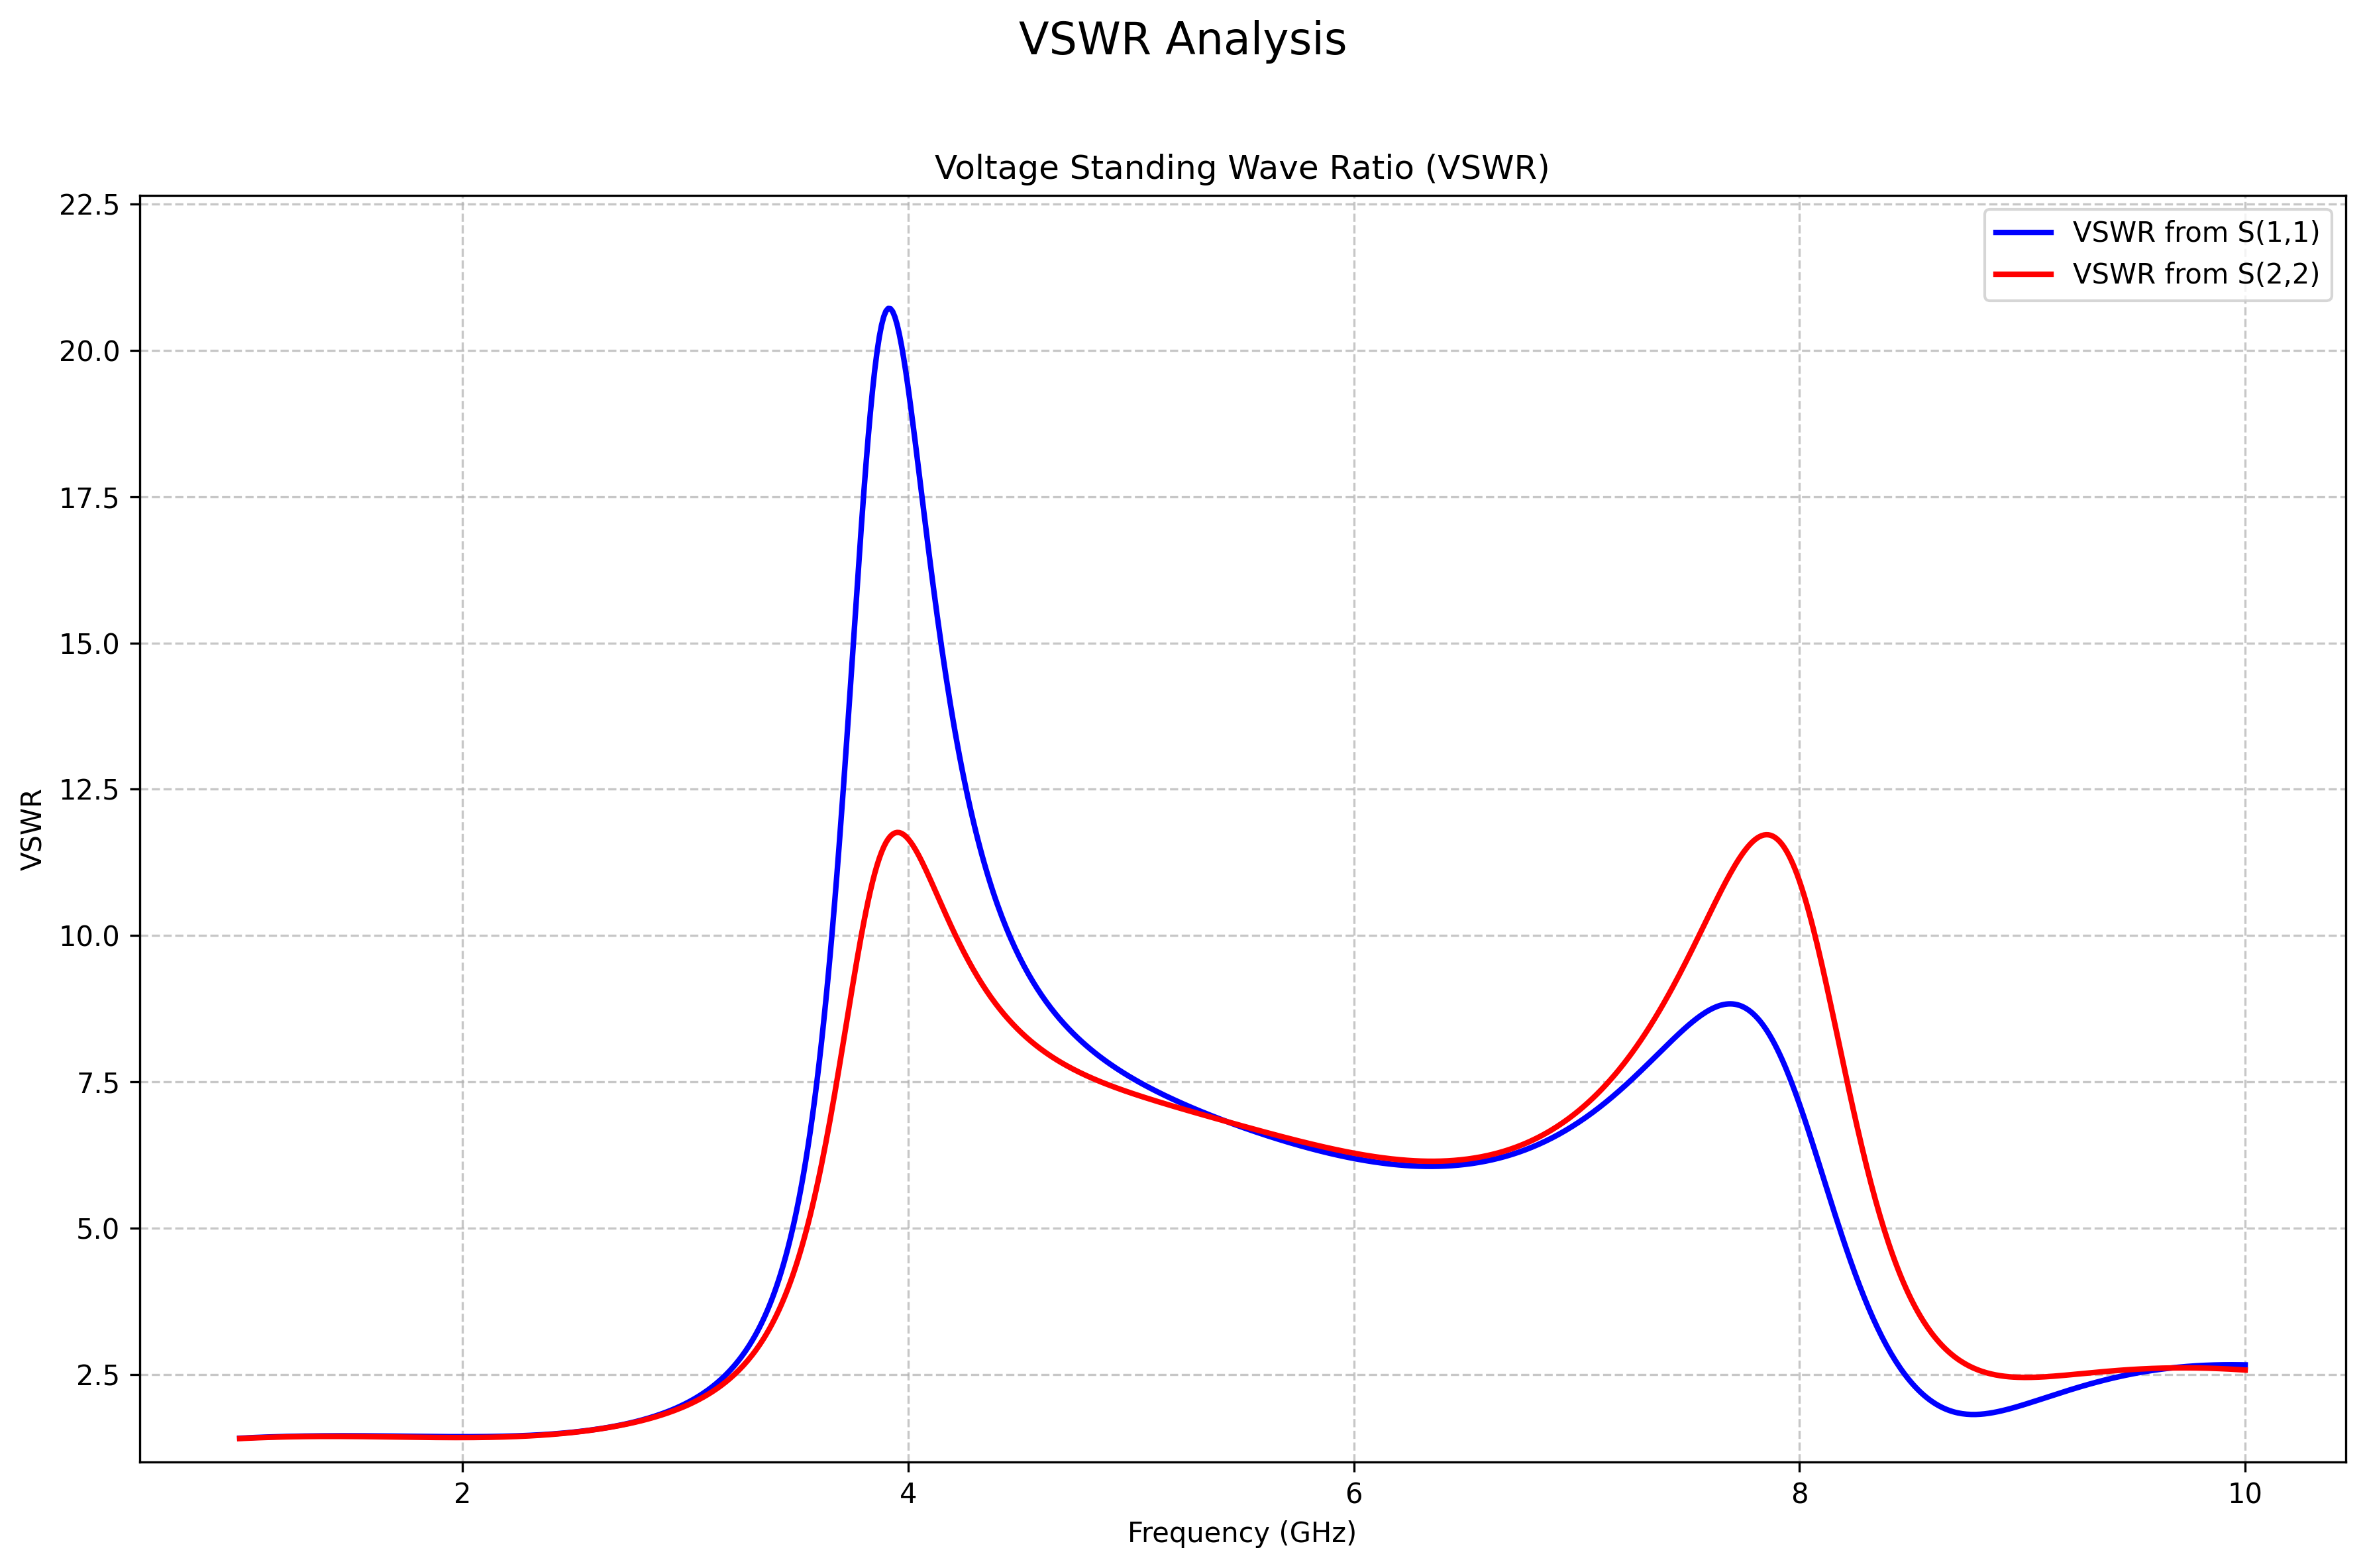 VSWR Analysis
Voltage Standing Wave Ratio (VSWR)
VSWR from S(1,1)
VSWR from S(2,2)
22.5
20.0
17.5
15.0
12.5
10.0
7.5
5.0
2.5
VSWR
2 4 6 8 10
Frequency (GHz)